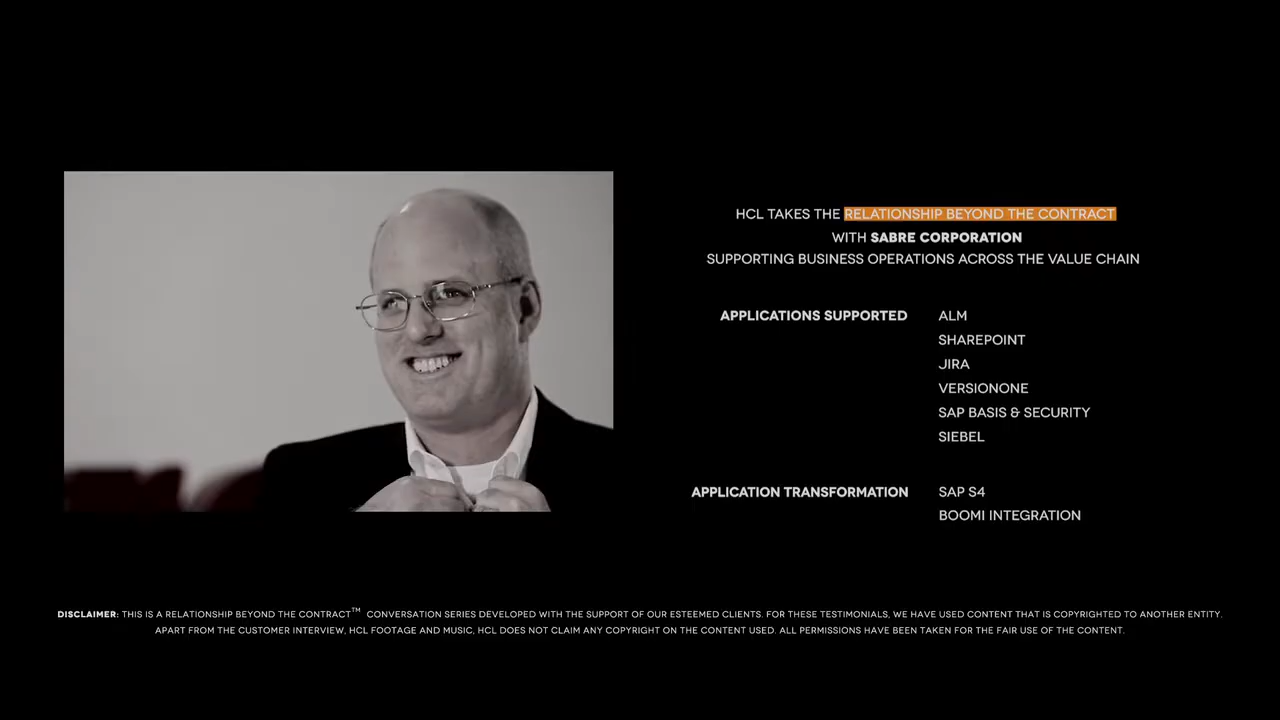 HCL TAKES THE RELATIONSHIP BEYOND THE CONTRACT
WITH SABRE CORPORATION
SUPPORTING BUSINESS OPERATIONS ACROSS THE VALUE CHAIN
APPLICATIONS SUPPORTED ALM
SHAREPOINT
JIRA
VERSIONONE
SAP BASIS & SECURITY
SIEBEL
APPLICATION TRANSFORMATION SAP S4
BOOMI INTEGRATION
DISCLAIMER: THIS IS A RELATIONSHIP BEYOND THE CONTRACT™ CONVERSATION SERIES DEVELOPED WITH THE SUPPORT OF OUR ESTEEMED CLIENTS. FOR THESE TESTIMONIALS, WE HAVE USED CONTENT THAT IS COPYRIGHTED TO ANOTHER ENTITY.
APART FROM THE CUSTOMER INTERVIEW, HCL FOOTAGE AND MUSIC, HCL DOES NOT CLAIM ANY COPYRIGHT ON THE CONTENT USED. ALL PERMISSIONS HAVE BEEN TAKEN FOR THE FAIR USE OF THE CONTENT.